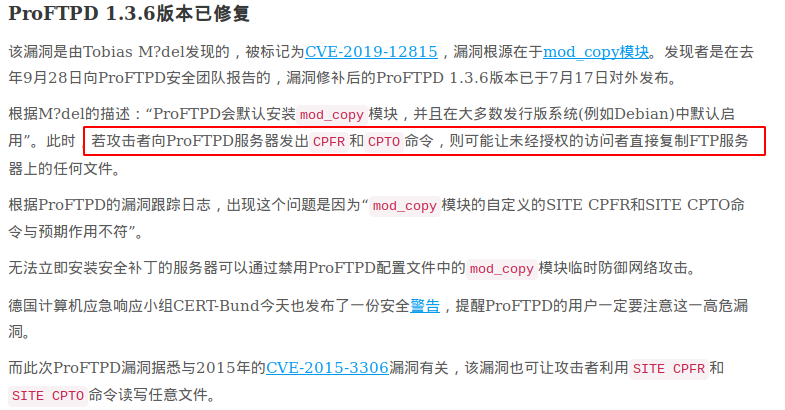 ProFTPD 1.3.6版本已修复
该漏洞是由Tobias M?del发现的，被标记为CVE-2019-12815，漏洞根源在于mod_copy模块。发现者是在去
年9月28日向ProFTPD安全团队报告的，漏洞修补后的ProFTPD 1.3.6版本已于7月17日对外发布。
根据M?del的描述：“ProFTPD会默认安装mod_copy模块，并且在大多数发行版系统(例如Debian)中默认启
用”。此时，若攻击者向ProFTPD服务器发出CPFR和CPTO命令，则可能让未经授权的访问者直接复制FTP服务
器上的任何文件。
根据ProFTPD的漏洞跟踪日志，出现这个问题是因为“mod_copy模块的自定义的SITE CPFR和SITE CPTO命
令与预期作用不符”。
无法立即安装安全补丁的服务器可以通过禁用ProFTPD配置文件中的mod_copy模块临时防御网络攻击。
德国计算机应急响应小组CERT-Bund今天也发布了一份安全警告，提醒ProFTPD的用户一定要注意这一高危漏
洞。
而此次ProFTPD漏洞据悉与2015年的CVE-2015-3306漏洞有关，该漏洞也可让攻击者利用SITE CPFR和
SITE CPTO命令读写任意文件。